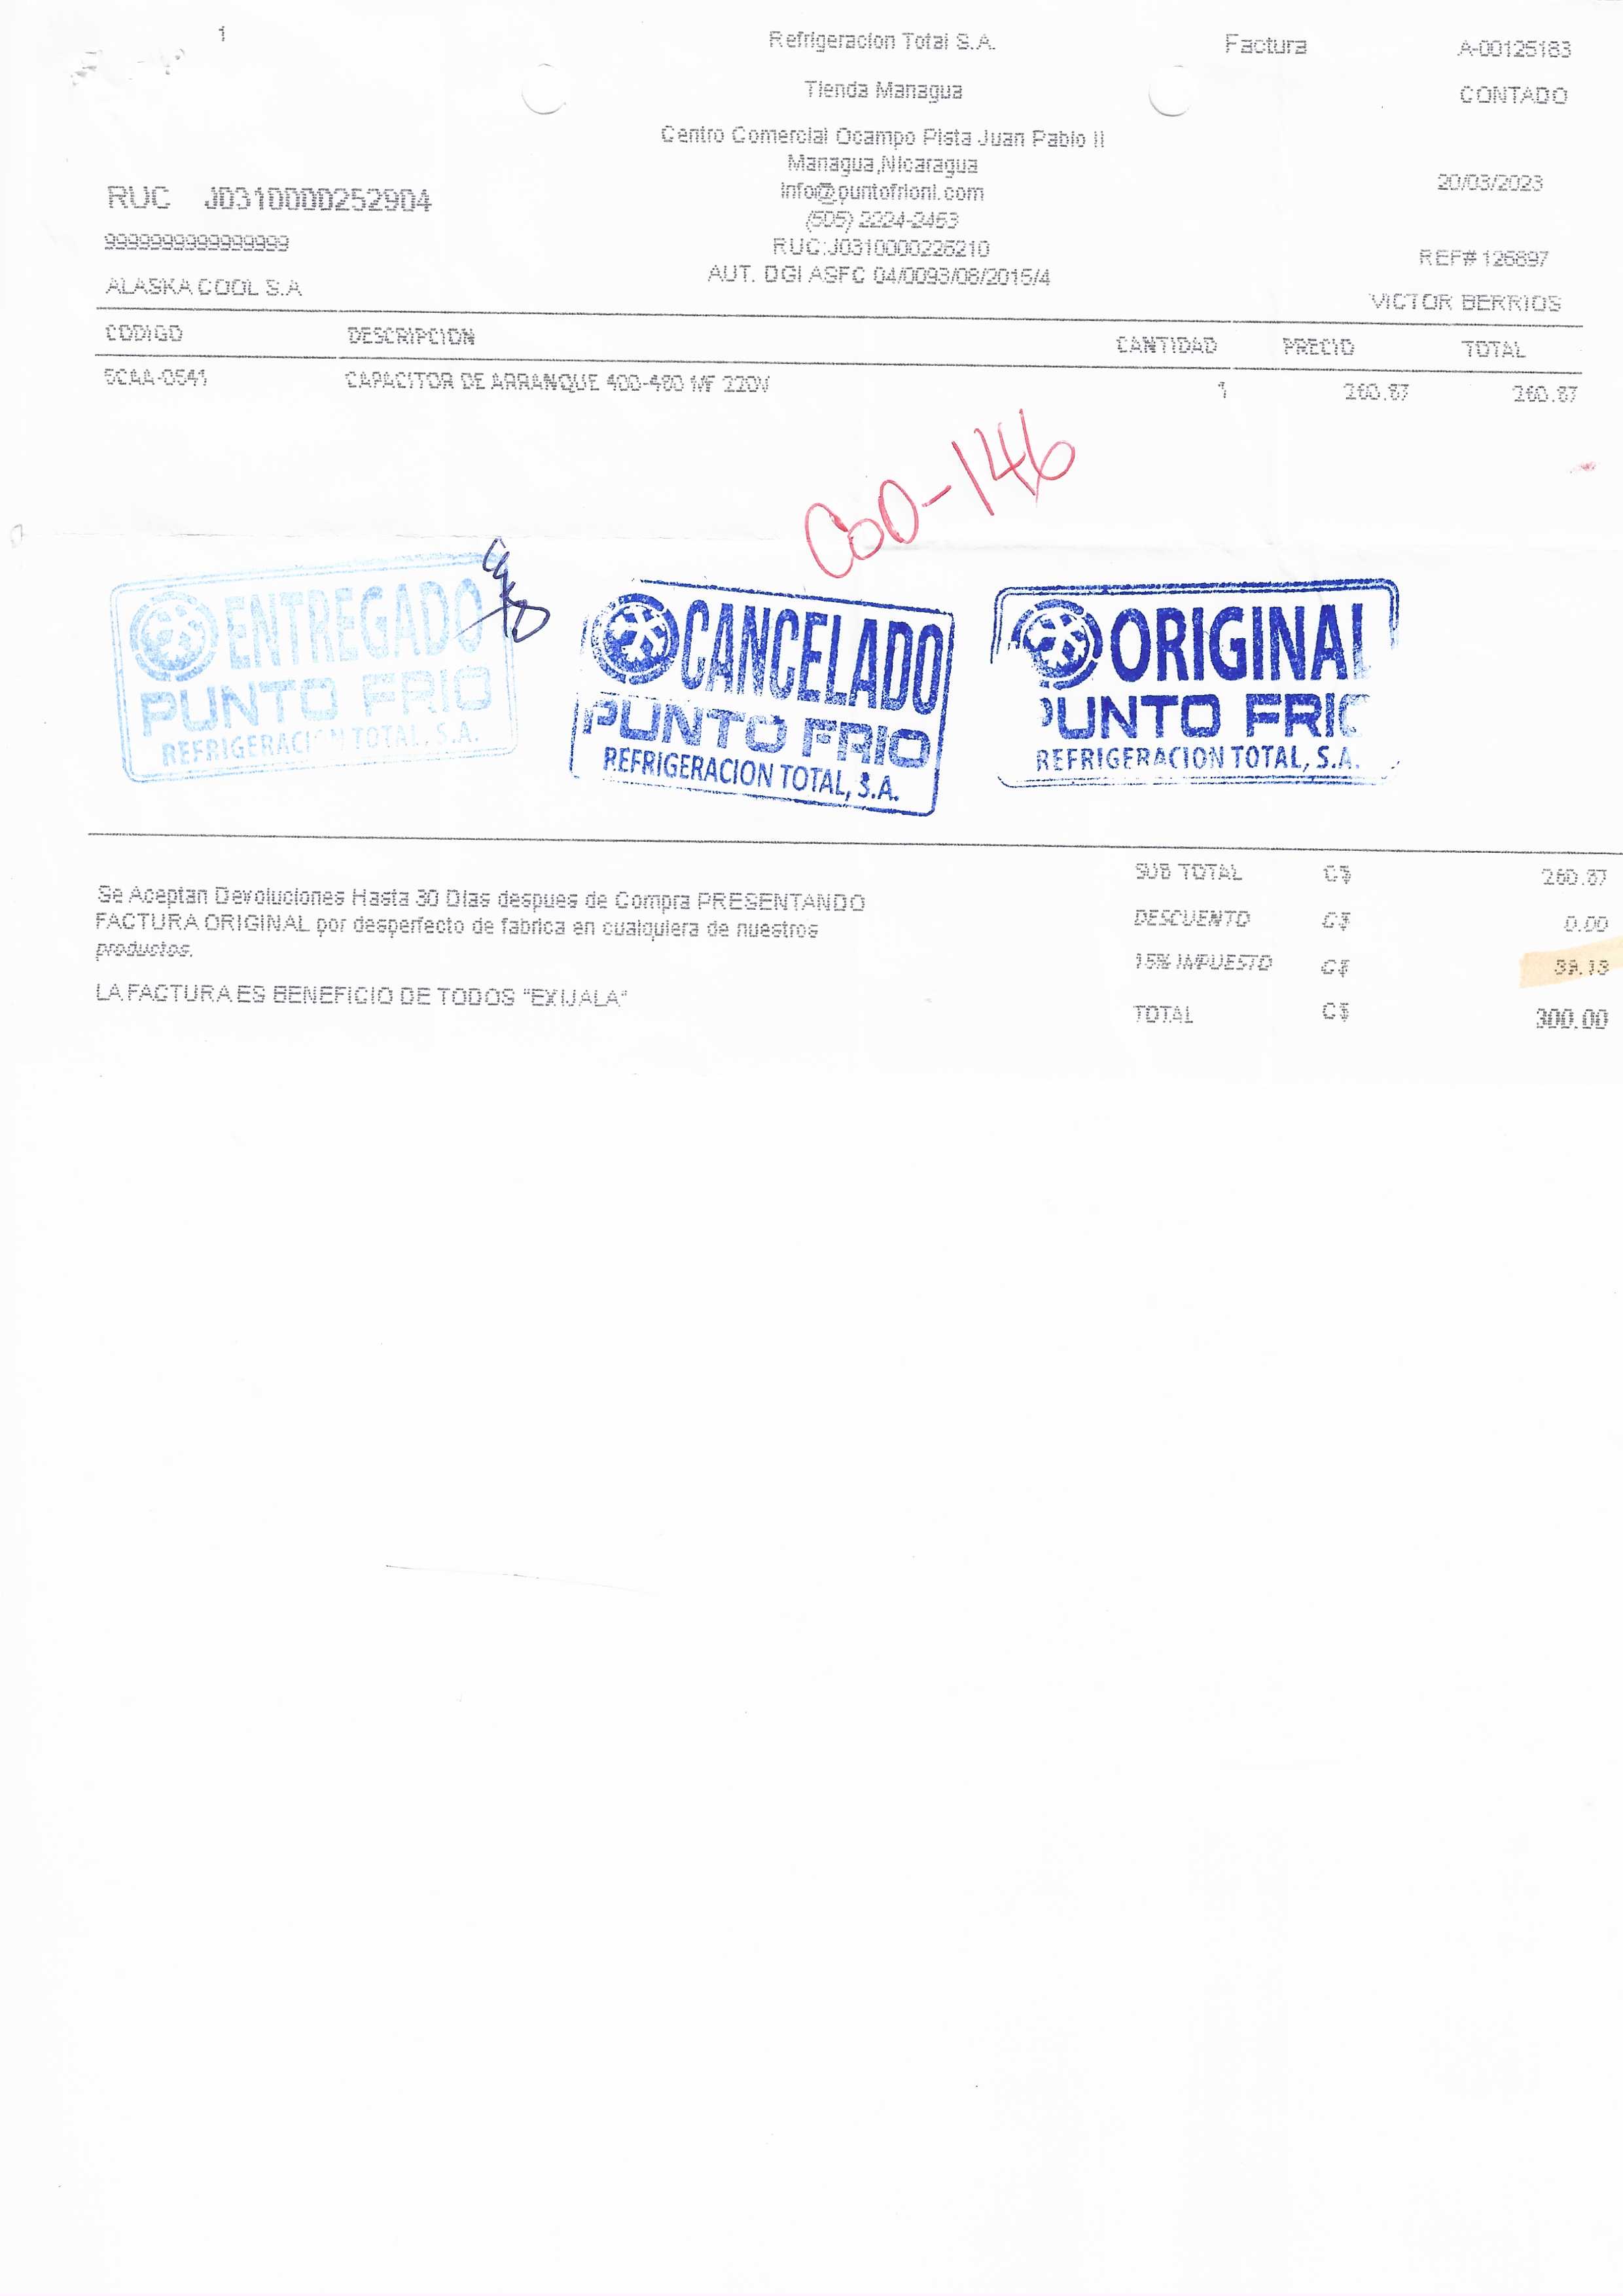 1
Refrigeracion Total S.A.
Factura
A-00125183
Tienda Managua
CONTADO
Centro Comercial Ocampo Pista Juan Pablo II
Managua,Nicaragua
20/03/2023
RUC J0310000252904
info@puntofrioni.com
(505) 2224-2453
9999999999999999
RUC:J0310000226210
REF# 126897
ALASKA COOL S.A
AUT. DGI ASFC 04/0093/08/2015/4
VICTOR BERRIOS
CODIGO DESCRIPCION CANTIDAD PRECIO TOTAL
5CAA-0541 CAPACITOR DE ARRANQUE 400-480 MF 220V 1 260.87 260.87
COD-146
ENTREGADO
PUNTO FRIO
REFRIGERACION TOTAL, S.A.
CANCELADO
PUNTO FRIO
REFRIGERACION TOTAL, S.A.
ORIGINAL
PUNTO FRIO
REFRIGERACION TOTAL, S.A.
Se Aceptan Devoluciones Hasta 30 Dias despues de Compra PRESENTANDO
FACTURA ORIGINAL por desperfecto de fabrica en cualquiera de nuestros
productos.
LA FACTURA ES BENEFICIO DE TODOS "EXIJALA"
SUB TOTAL C$ 260.87
DESCUENTO C$ 0.00
15% IMPUESTO C$ 39.13
TOTAL C$ 300.00